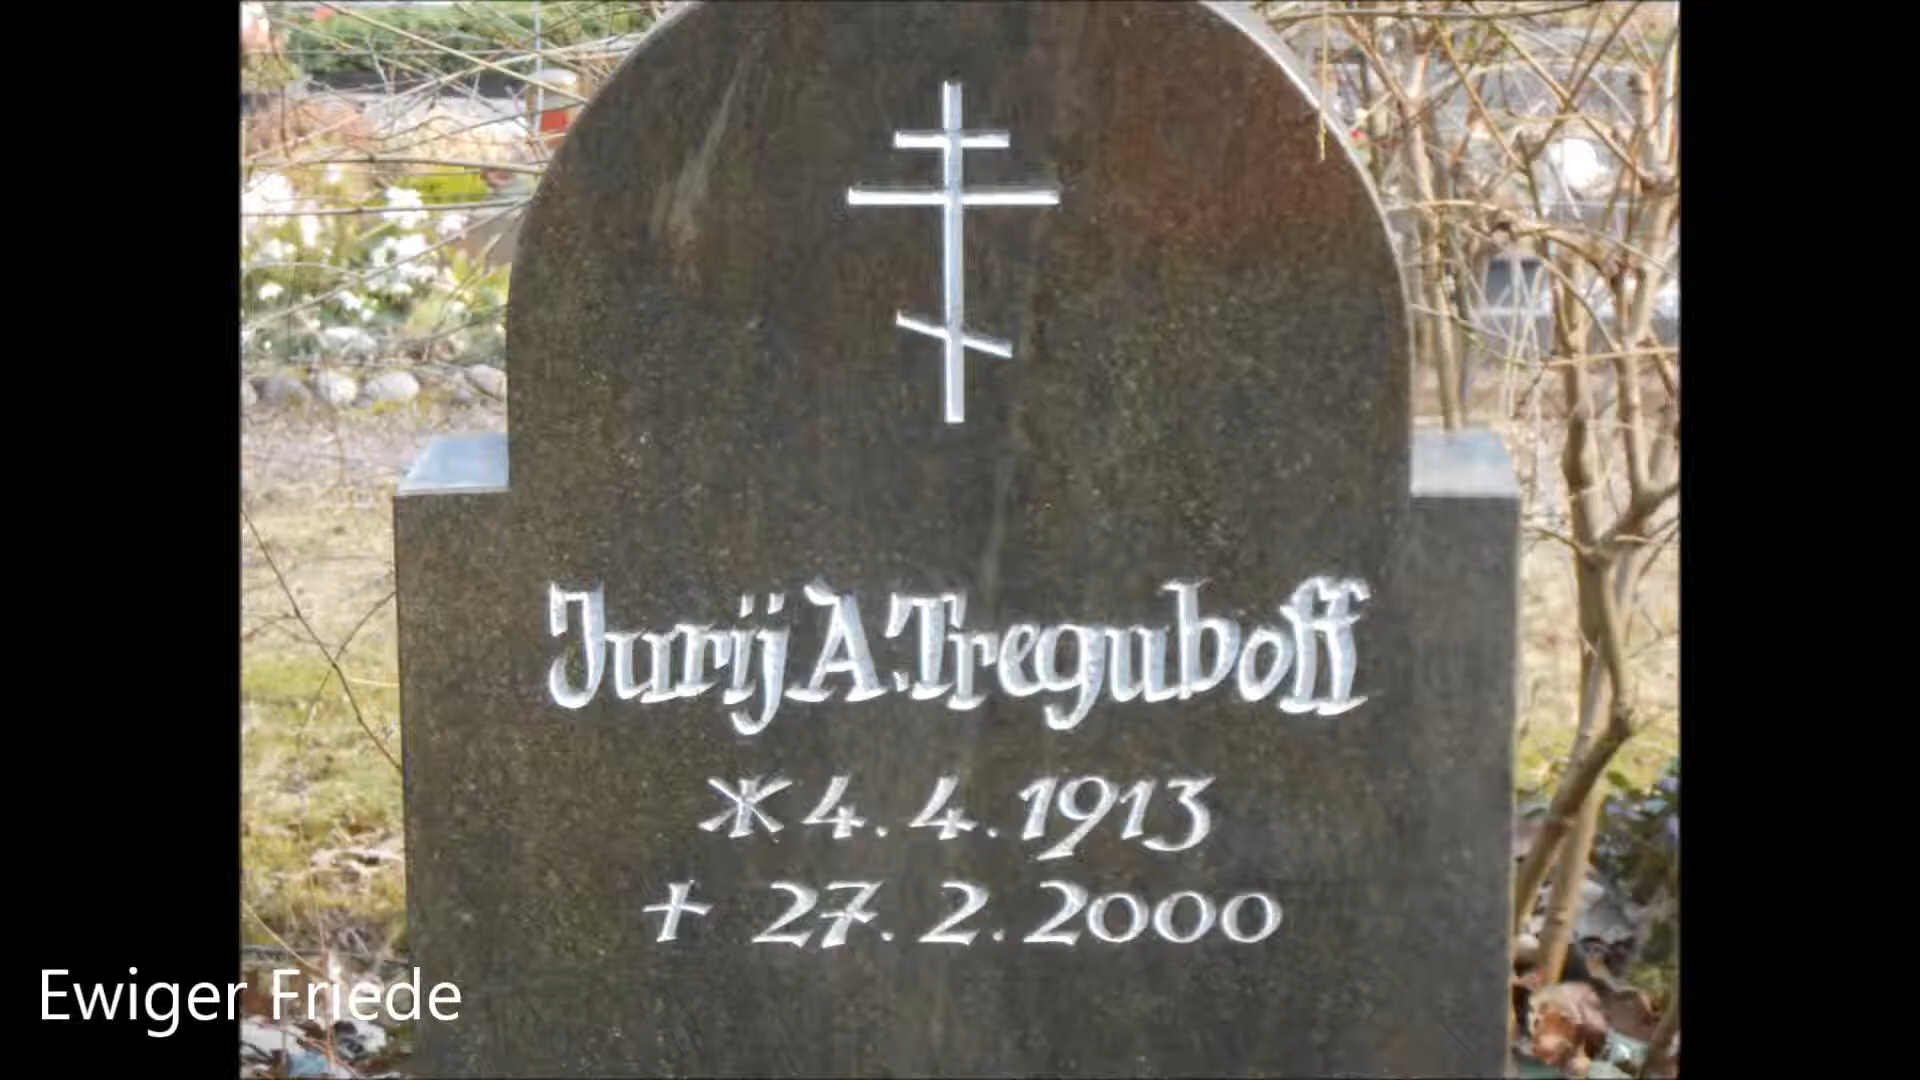 Jurij A. Treguboff
* 4. 4. 1913
† 27. 2. 2000
Ewiger Friede